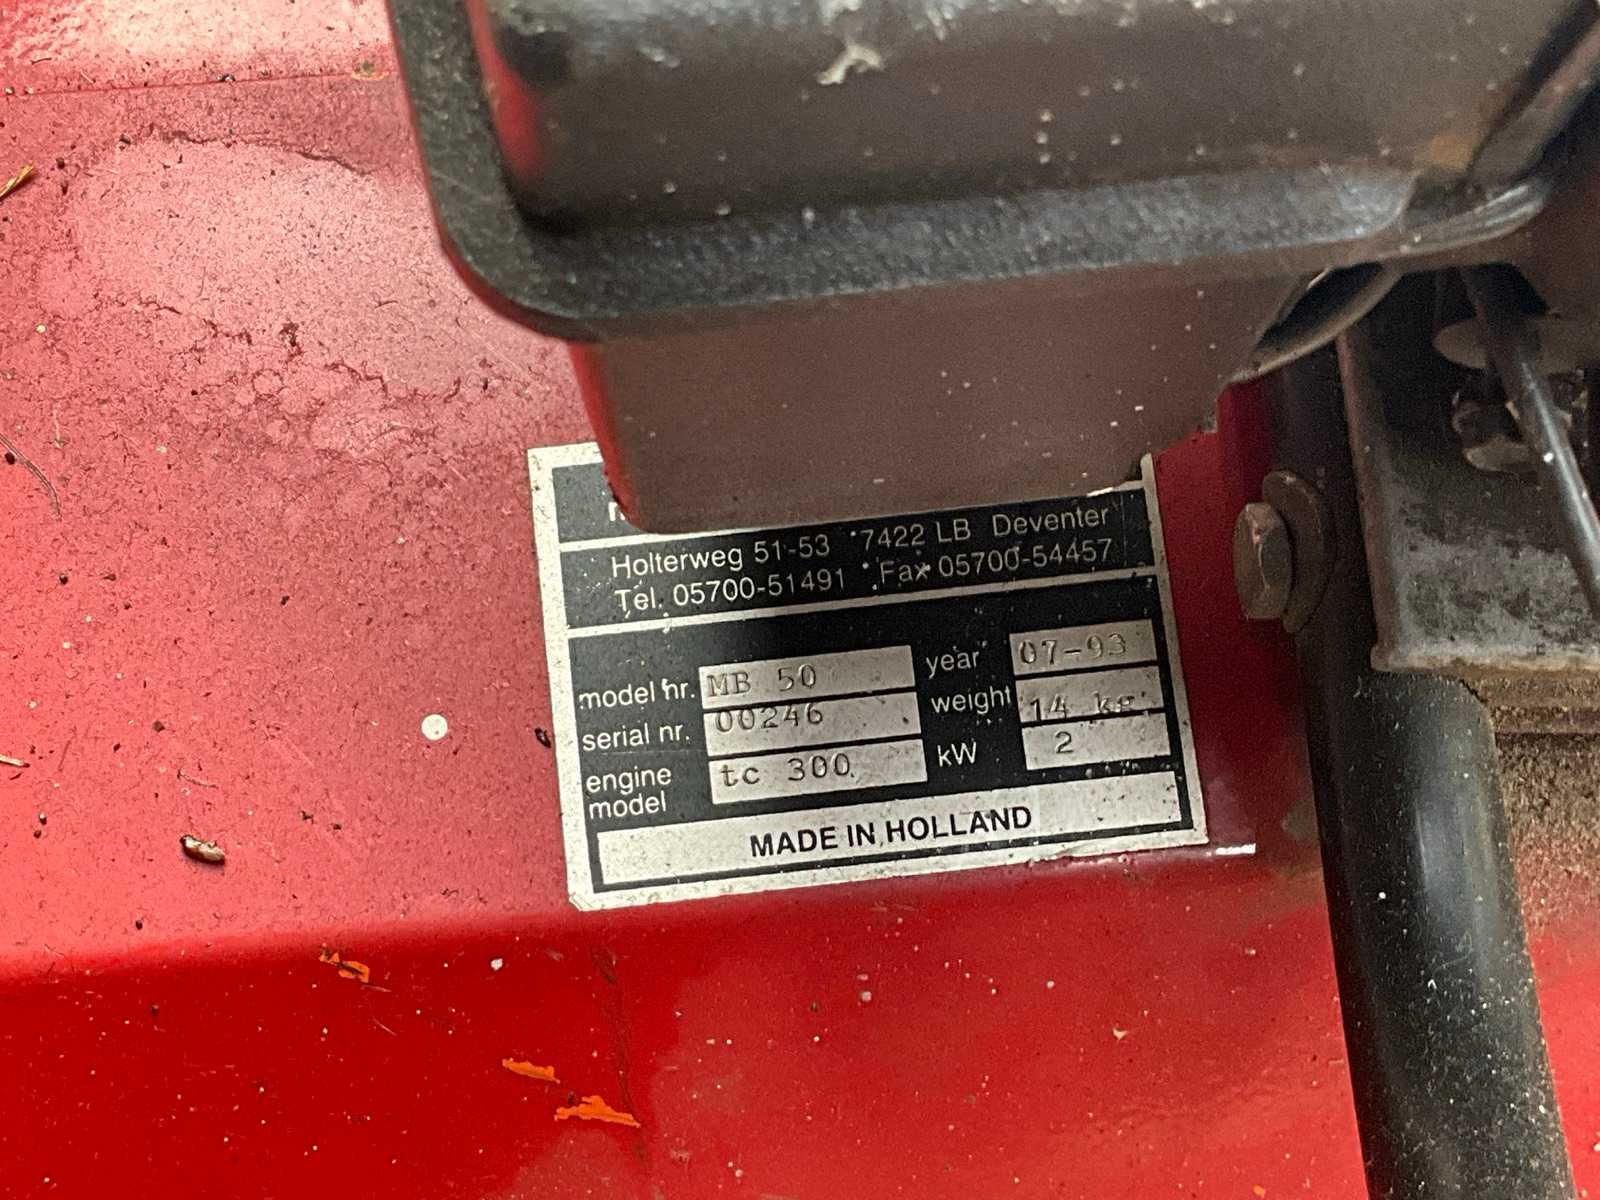 Holterweg 51-53 7422 LB Deventer
Tel. 05700-51491 Fax 05700-54457
model nr. MB 50 year 07-93
serial nr. 00246 weight 14 kg
engine model tc 300 kW 2
MADE IN HOLLAND